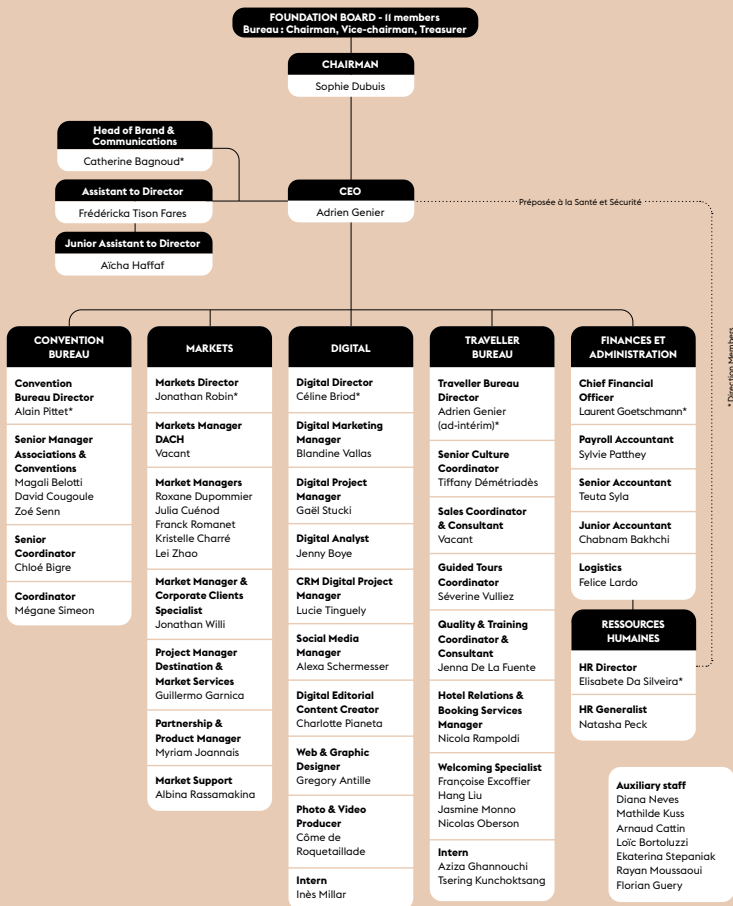 FOUNDATION BOARD - 11 members
Bureau : Chairman, Vice-chairman, Treasurer
CHAIRMAN
Sophie Dubuis
Head of Brand &
Communications
Catherine Bagnoud*
Assistant to Director
Frédéricka Tison Fares
Junior Assistant to Director
Aïcha Haffaf
CEO
Adrien Genier
Préposée à la Santé et Sécurité
* Direction Members
CONVENTION
BUREAU
Convention
Bureau Director
Alain Pittet*
Senior Manager
Associations &
Conventions
Magali Belotti
David Cougoule
Zoé Senn
Senior
Coordinator
Chloé Bigre
Coordinator
Mégane Simeon
MARKETS
Markets Director
Jonathan Robin*
Markets Manager
DACH
Vacant
Market Managers
Roxane Dupommier
Julia Cuénod
Franck Romanet
Kristelle Charré
Lei Zhao
Market Manager &
Corporate Clients
Specialist
Jonathan Willi
Project Manager
Destination &
Market Services
Guillermo Garnica
Partnership &
Product Manager
Myriam Joannais
Market Support
Albina Rassamakina
DIGITAL
Digital Director
Céline Briod*
Digital Marketing
Manager
Blandine Vallas
Digital Project
Manager
Gaël Stucki
Digital Analyst
Jenny Boye
CRM Digital Project
Manager
Lucie Tinguely
Social Media
Manager
Alexa Schermesser
Digital Editorial
Content Creator
Charlotte Pianeta
Web & Graphic
Designer
Gregory Antille
Photo & Video
Producer
Côme de
Roquetaillade
Intern
Inès Millar
TRAVELLER
BUREAU
Traveller Bureau
Director
Adrien Genier
(ad-intérim)*
Senior Culture
Coordinator
Tiffany Démétriadès
Sales Coordinator
& Consultant
Vacant
Guided Tours
Coordinator
Séverine Vulliez
Quality & Training
Coordinator &
Consultant
Jenna De La Fuente
Hotel Relations &
Booking Services
Manager
Nicola Rampoldi
Welcoming Specialist
Françoise Excoffier
Hang Liu
Jasmine Monno
Nicolas Oberson
Intern
Aziza Ghannouchi
Tsering Kunchoktsang
FINANCES ET
ADMINISTRATION
Chief Financial
Officer
Laurent Goetschmann*
Payroll Accountant
Sylvie Patthey
Senior Accountant
Teuta Syla
Junior Accountant
Chabnam Bakhchi
Logistics
Felice Lardo
RESSOURCES
HUMAINES
HR Director
Elisabete Da Silveira*
HR Generalist
Natasha Peck
Auxiliary staff
Diana Neves
Mathilde Kuss
Arnaud Cattin
Loïc Bortoluzzi
Ekaterina Stepaniak
Rayan Moussaoui
Florian Guery